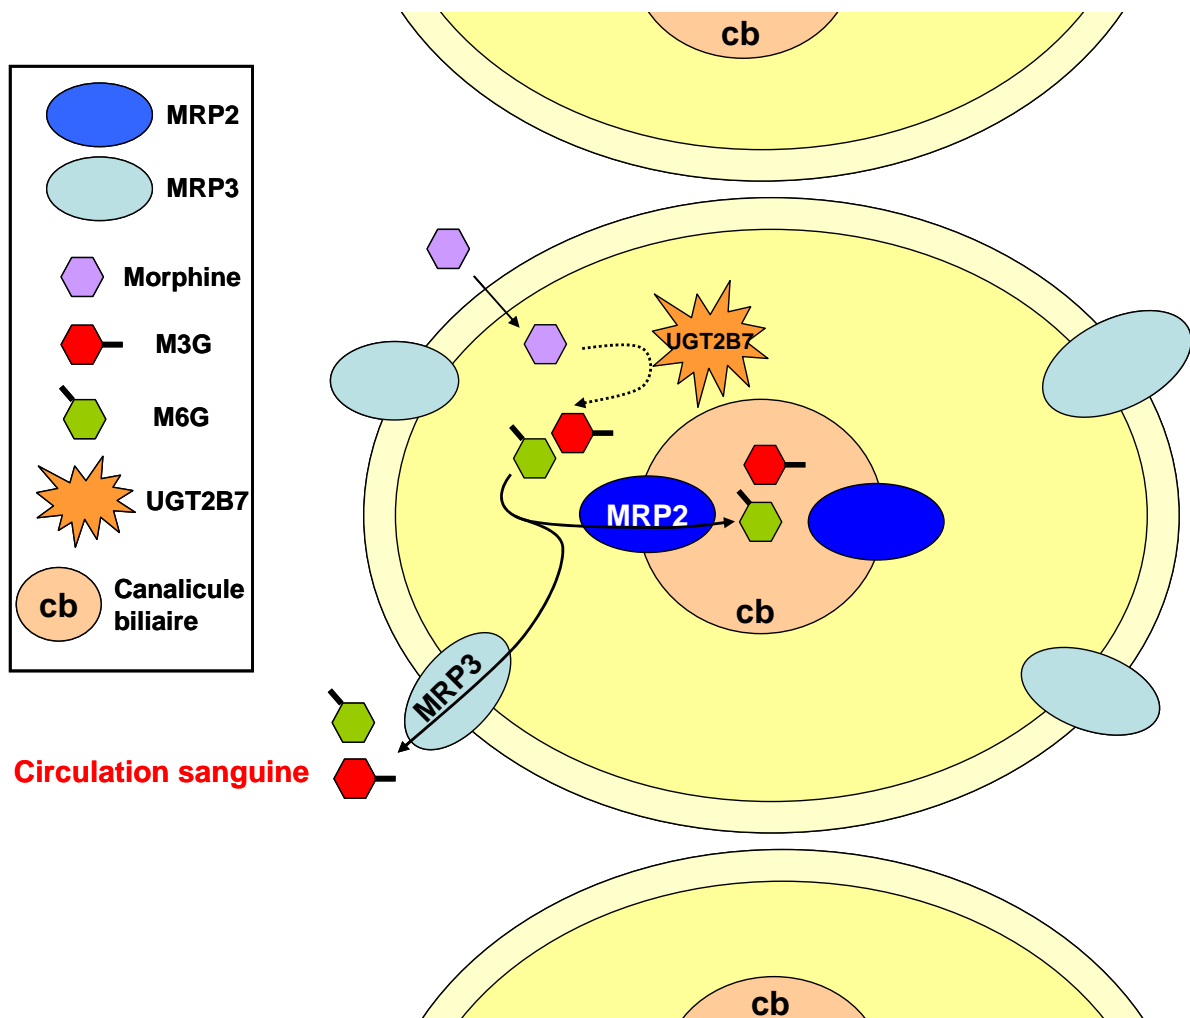 MRP2
MRP3
Morphine
M3G
M6G
UGT2B7
cb
Canalicule
biliaire
cb
UGT2B7
MRP2
cb
MRP3
Circulation sanguine
cb